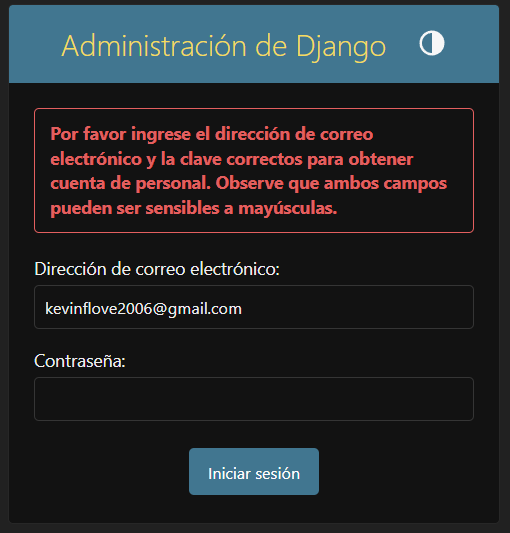 Administración de Django
Por favor ingrese el dirección de correo
electrónico y la clave correctos para obtener
cuenta de personal. Observe que ambos campos
pueden ser sensibles a mayúsculas.
Dirección de correo electrónico:
kevinflove2006@gmail.com
Contraseña:
Iniciar sesión